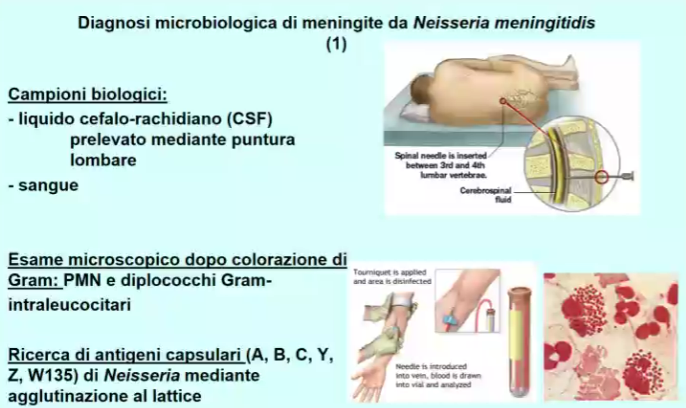 Diagnosi microbiologica di meningite da Neisseria meningitidis
(1)
Campioni biologici:
- liquido cefalo-rachidiano (CSF)
prelevato mediante puntura
lombare
- sangue
Spinal needle is inserted
between 3rd and 4th
lumbar vertebrae.
Cerebrospinal
fluid
Esame microscopico dopo colorazione di
Gram: PMN e diplococchi Gram-
intraleucocitari
Ricerca di antigeni capsulari (A, B, C, Y,
Z, W135) di Neisseria mediante
agglutinazione al lattice
Tourniquet is applied
and area is disinfected
Needle is introduced
into vein, blood is drawn
into vial and analyzed